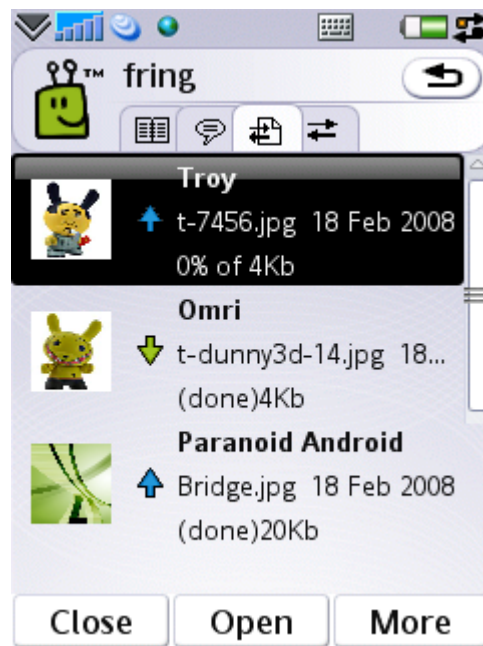 ™ fring
Troy
t-7456.jpg 18 Feb 2008
0% of 4Kb
Omri
t-dunny3d-14.jpg 18...
(done)4Kb
Paranoid Android
Bridge.jpg 18 Feb 2008
(done)20Kb
Close Open More